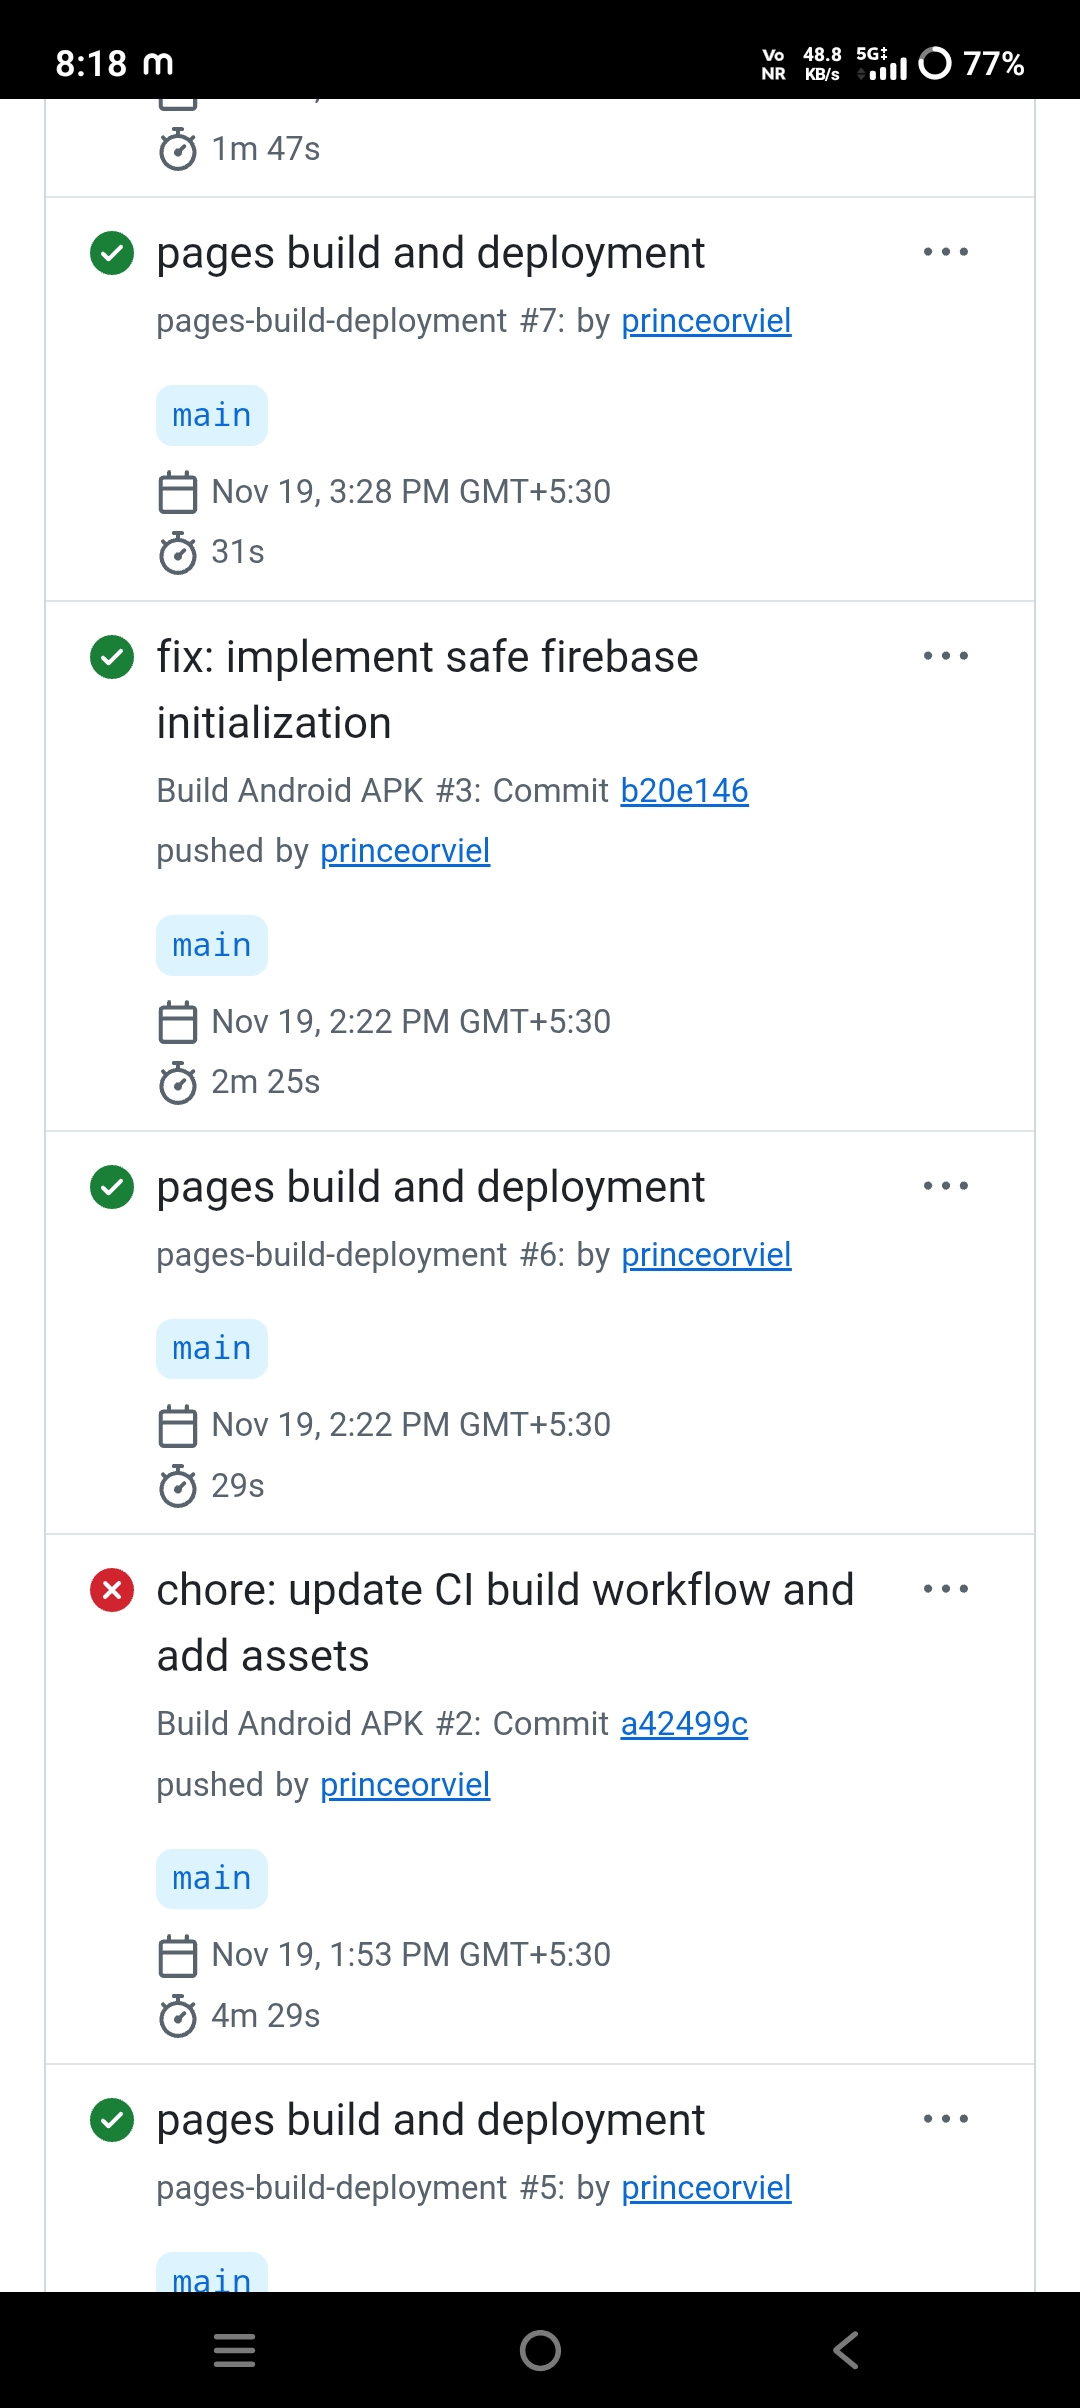 8:18 m Vo NR 48.8 KB/s 5G 77%
1m 47s
pages build and deployment
pages-build-deployment #7: by princeorviel
main
Nov 19, 3:28 PM GMT+5:30
31s
fix: implement safe firebase
initialization
Build Android APK #3: Commit b20e146
pushed by princeorviel
main
Nov 19, 2:22 PM GMT+5:30
2m 25s
pages build and deployment
pages-build-deployment #6: by princeorviel
main
Nov 19, 2:22 PM GMT+5:30
29s
chore: update CI build workflow and
add assets
Build Android APK #2: Commit a42499c
pushed by princeorviel
main
Nov 19, 1:53 PM GMT+5:30
4m 29s
pages build and deployment
pages-build-deployment #5: by princeorviel
main